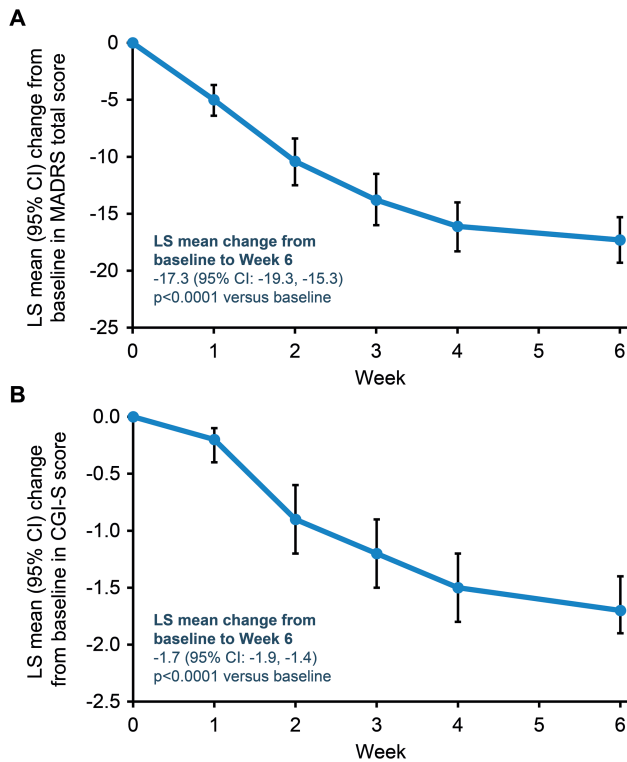 A
LS mean (95% CI) change from
baseline in MADRS total score
0
-5
-10
-15
-20
-25
LS mean change from
baseline to Week 6
-17.3 (95% CI: -19.3, -15.3)
p<0.0001 versus baseline
0 1 2 3 4 5 6
Week
B
LS mean (95% CI) change
from baseline in CGI-S score
0.0
-0.5
-1.0
-1.5
-2.0
-2.5
LS mean change from
baseline to Week 6
-1.7 (95% CI: -1.9, -1.4)
p<0.0001 versus baseline
0 1 2 3 4 5 6
Week